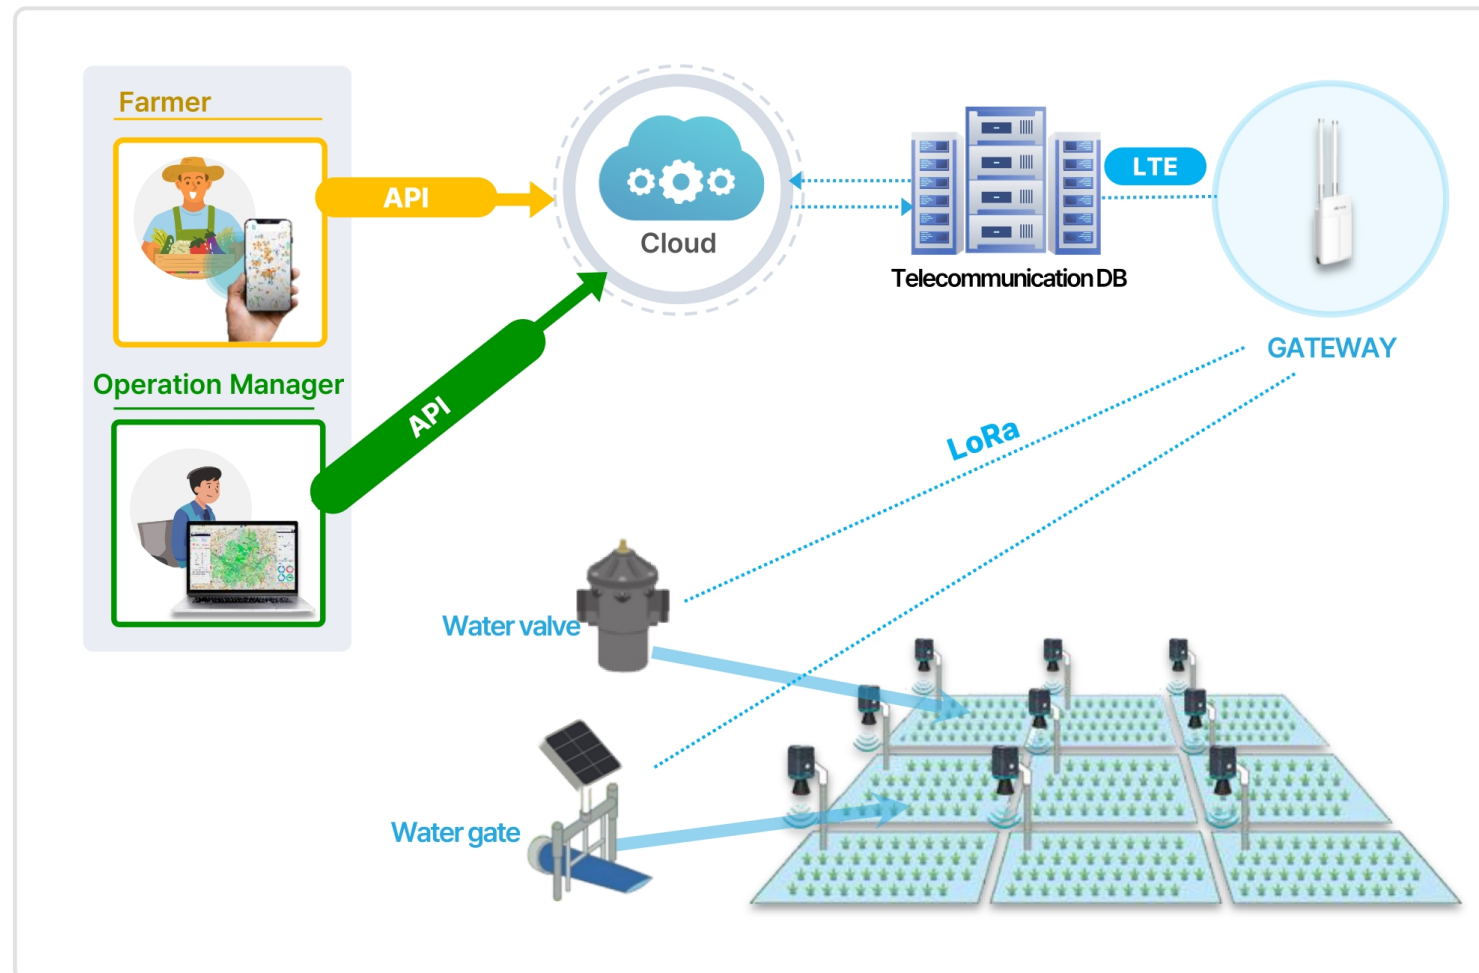 Farmer
API
Cloud
LTE
Telecommunication DB
GATEWAY
Operation Manager
API
LoRa
Water valve
Water gate